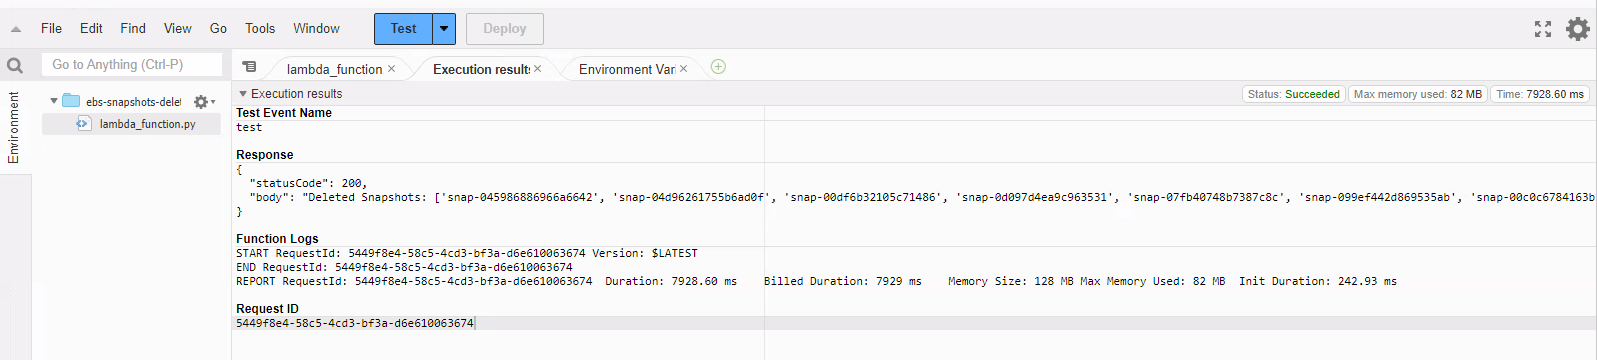 File Edit Find View Go Tools Window Test Deploy
Go to Anything (Ctrl-P)
lambda_function × Execution results × Environment Var ×
Environment
ebs-snapshots-delet
lambda_function.py
Execution results
Status: Succeeded Max memory used: 82 MB Time: 7928.60 ms
Test Event Name
test
Response
{
"statusCode": 200,
"body": "Deleted Snapshots: ['snap-045986886966a6642', 'snap-04d96261755b6ad0f', 'snap-00df6b32105c71486', 'snap-0d097d4ea9c963531', 'snap-07fb40748b7387c8c', 'snap-099ef442d869535ab', 'snap-00c0c6784163b
}
Function Logs
START RequestId: 5449f8e4-58c5-4cd3-bf3a-d6e610063674 Version: $LATEST
END RequestId: 5449f8e4-58c5-4cd3-bf3a-d6e610063674
REPORT RequestId: 5449f8e4-58c5-4cd3-bf3a-d6e610063674 Duration: 7928.60 ms Billed Duration: 7929 ms Memory Size: 128 MB Max Memory Used: 82 MB Init Duration: 242.93 ms
Request ID
5449f8e4-58c5-4cd3-bf3a-d6e610063674